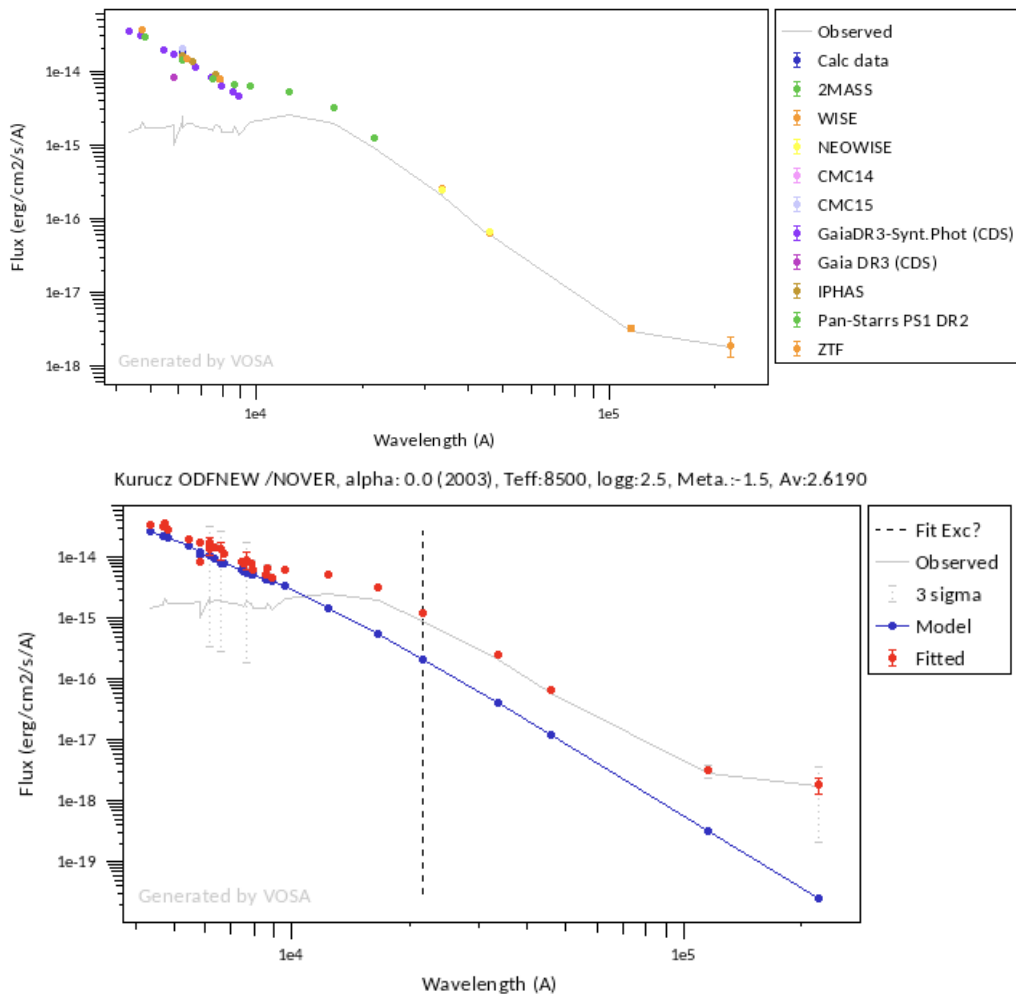 1e-14
1e-15
1e-16
1e-17
1e-18
Flux (erg/cm2/s/A)
Generated by VOSA
1e4
1e5
Wavelength (A)
Observed
Calc data
2MASS
WISE
NEOWISE
CMC14
CMC15
GaiaDR3-Synt.Phot (CDS)
Gaia DR3 (CDS)
IPHAS
Pan-Starrs PS1 DR2
ZTF
Kurucz ODFNEW /NOVER, alpha: 0.0 (2003), Teff:8500, logg:2.5, Meta.:-1.5, Av:2.6190
1e-14
1e-15
1e-16
1e-17
1e-18
1e-19
Flux (erg/cm2/s/A)
Generated by VOSA
1e4
1e5
Wavelength (A)
Fit Exc?
Observed
3 sigma
Model
Fitted